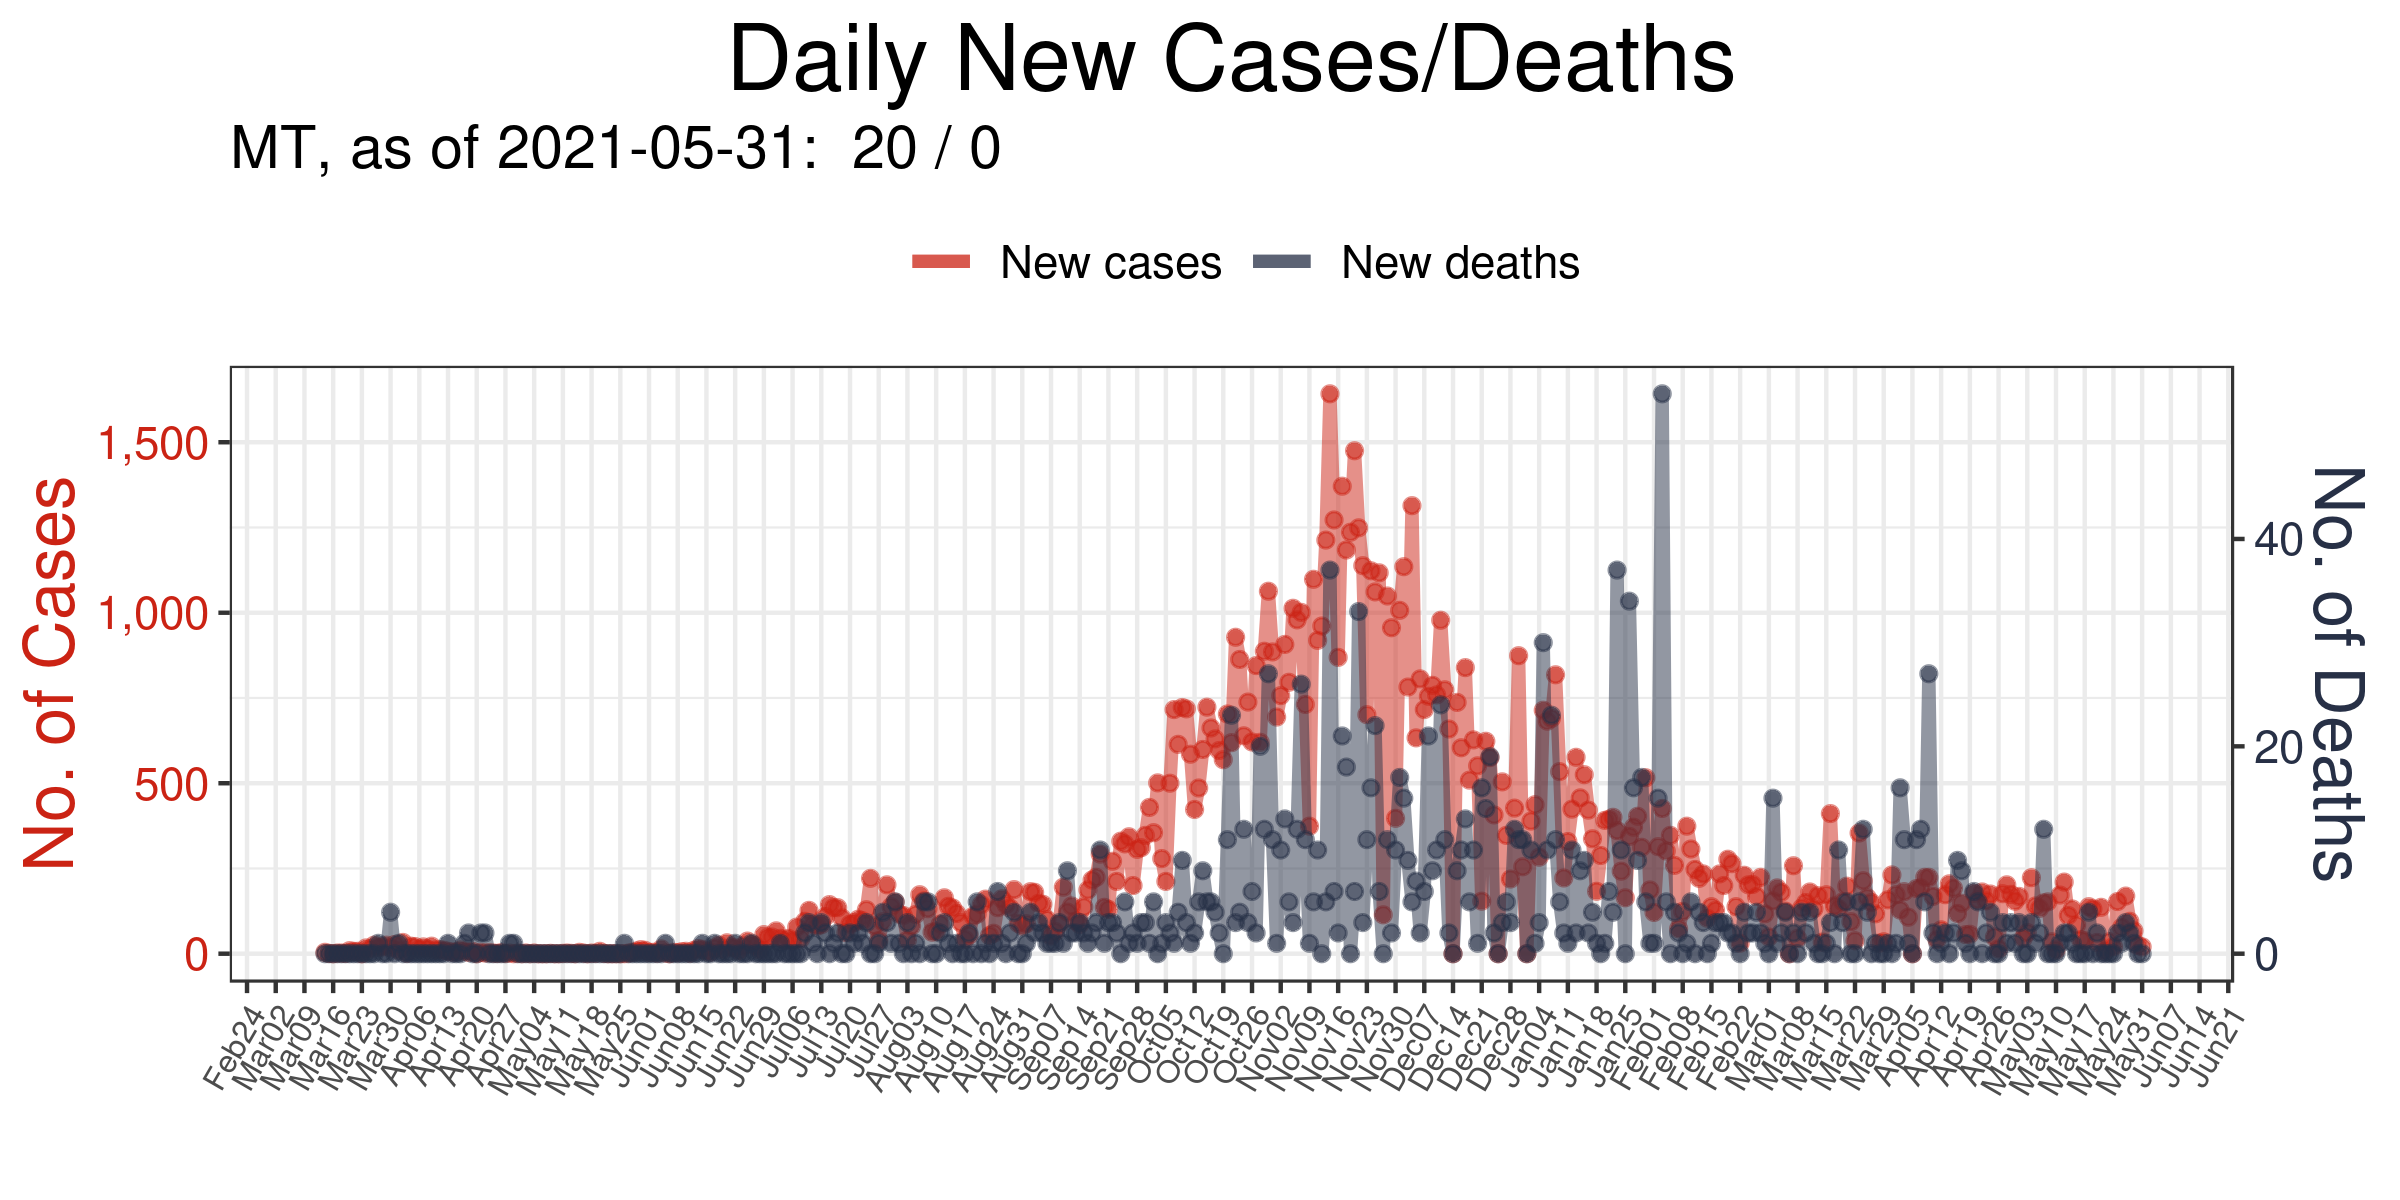 Daily New Cases/Deaths
MT, as of 2021-05-31:  20 / 0
New cases
New deaths
No. of Cases
1,500
1,000
500
0
No. of Deaths
40
20
0
Feb24
Mar02
Mar09
Mar16
Mar23
Mar30
Apr06
Apr13
Apr20
Apr27
May04
May11
May18
May25
Jun01
Jun08
Jun15
Jun22
Jun29
Jul06
Jul13
Jul20
Jul27
Aug03
Aug10
Aug17
Aug24
Aug31
Sep07
Sep14
Sep21
Sep28
Oct05
Oct12
Oct19
Oct26
Nov02
Nov09
Nov16
Nov23
Nov30
Dec07
Dec14
Dec21
Dec28
Jan04
Jan11
Jan18
Jan25
Feb01
Feb08
Feb15
Feb22
Mar01
Mar08
Mar15
Mar22
Mar29
Apr05
Apr12
Apr19
Apr26
May03
May10
May17
May24
May31
Jun07
Jun14
Jun21